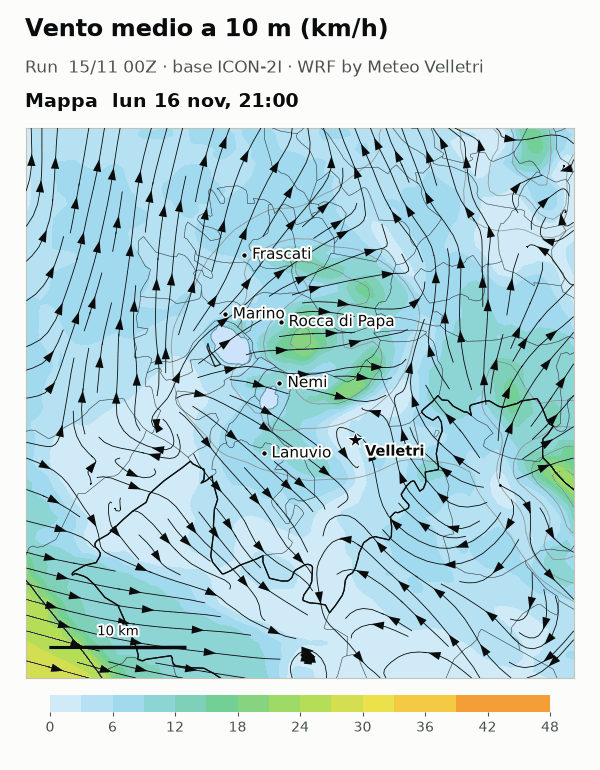 Vento medio a 10 m (km/h)
Run  15/11 00Z · base ICON-2I · WRF by Meteo Velletri
Mappa  lun 16 nov, 21:00
Frascati
Marino
Rocca di Papa
Nemi
Velletri
Lanuvio
10 km
0 6 12 18 24 30 36 42 48